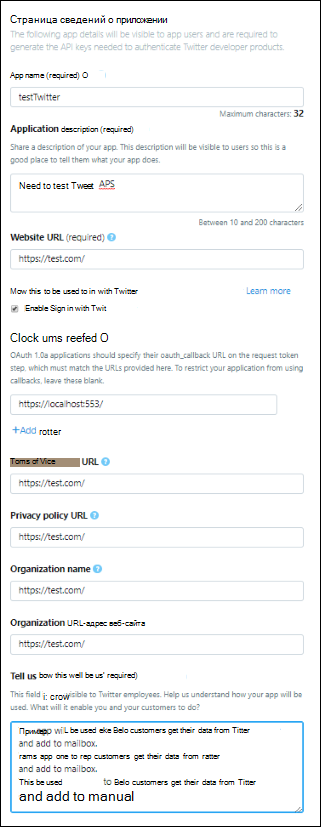 Страница сведений о приложении
The following app details will be visible to app users and are required to
generate the API keys needed to authenticate Twitter developer products.
App name (required) O
testTwitter
Maximum characters: 32
Application description (required)
Share a description of your app. This description will be visible to users so this is a
good place to tell them what your app does.
Need to test Tweet APS
Between 10 and 200 characters
Website URL (required) ?
https://test.com/
Mow this to be used to in with Twitter Learn more
Enable Sign in with Twit
Clock ums reefed O
OAuth 1.0a applications should specify their oauth_callback URL on the request token
step, which must match the URLs provided here. To restrict your application from using
callbacks, leave these blank.
https://localhost:553/
+Add rotter
Toms of Vice URL ?
https://test.com/
Privacy policy URL ?
https://test.com/
Organization name ?
https://test.com/
Organization URL-адрес веб-сайта
https://test.com/
Tell us bow this well be us' required)
This field i: crow visible to Twitter employees. Help us understand how your app will be
used. What will it enable you and your customers to do?
app wiL be used eke Belo customers get their data from Titter
and add to mailbox.
rams app one to rep customers get their data from ratter
and add to mailbox.
This be used to Belo customers get their data from Titter
and add to manual